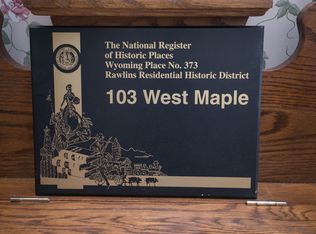 The National Register
of Historic Places
Wyoming Place No. 373
Rawlins Residential Historic District
103 West Maple